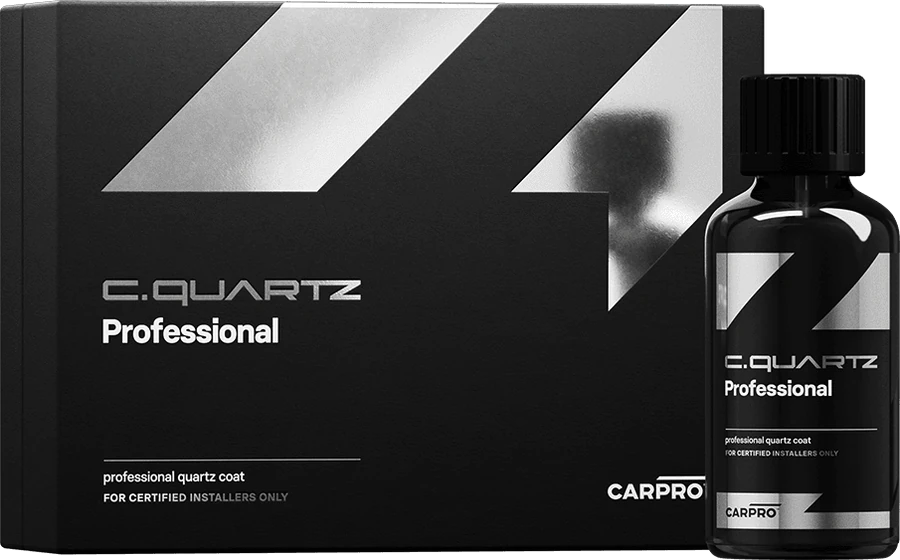 C.QUARTZ
Professional
professional quartz coat
FOR CERTIFIED INSTALLERS ONLY
CARPRO
C.QUARTZ
Professional
professional quartz coat
FOR CERTIFIED INSTALLERS ONLY
CARPRO